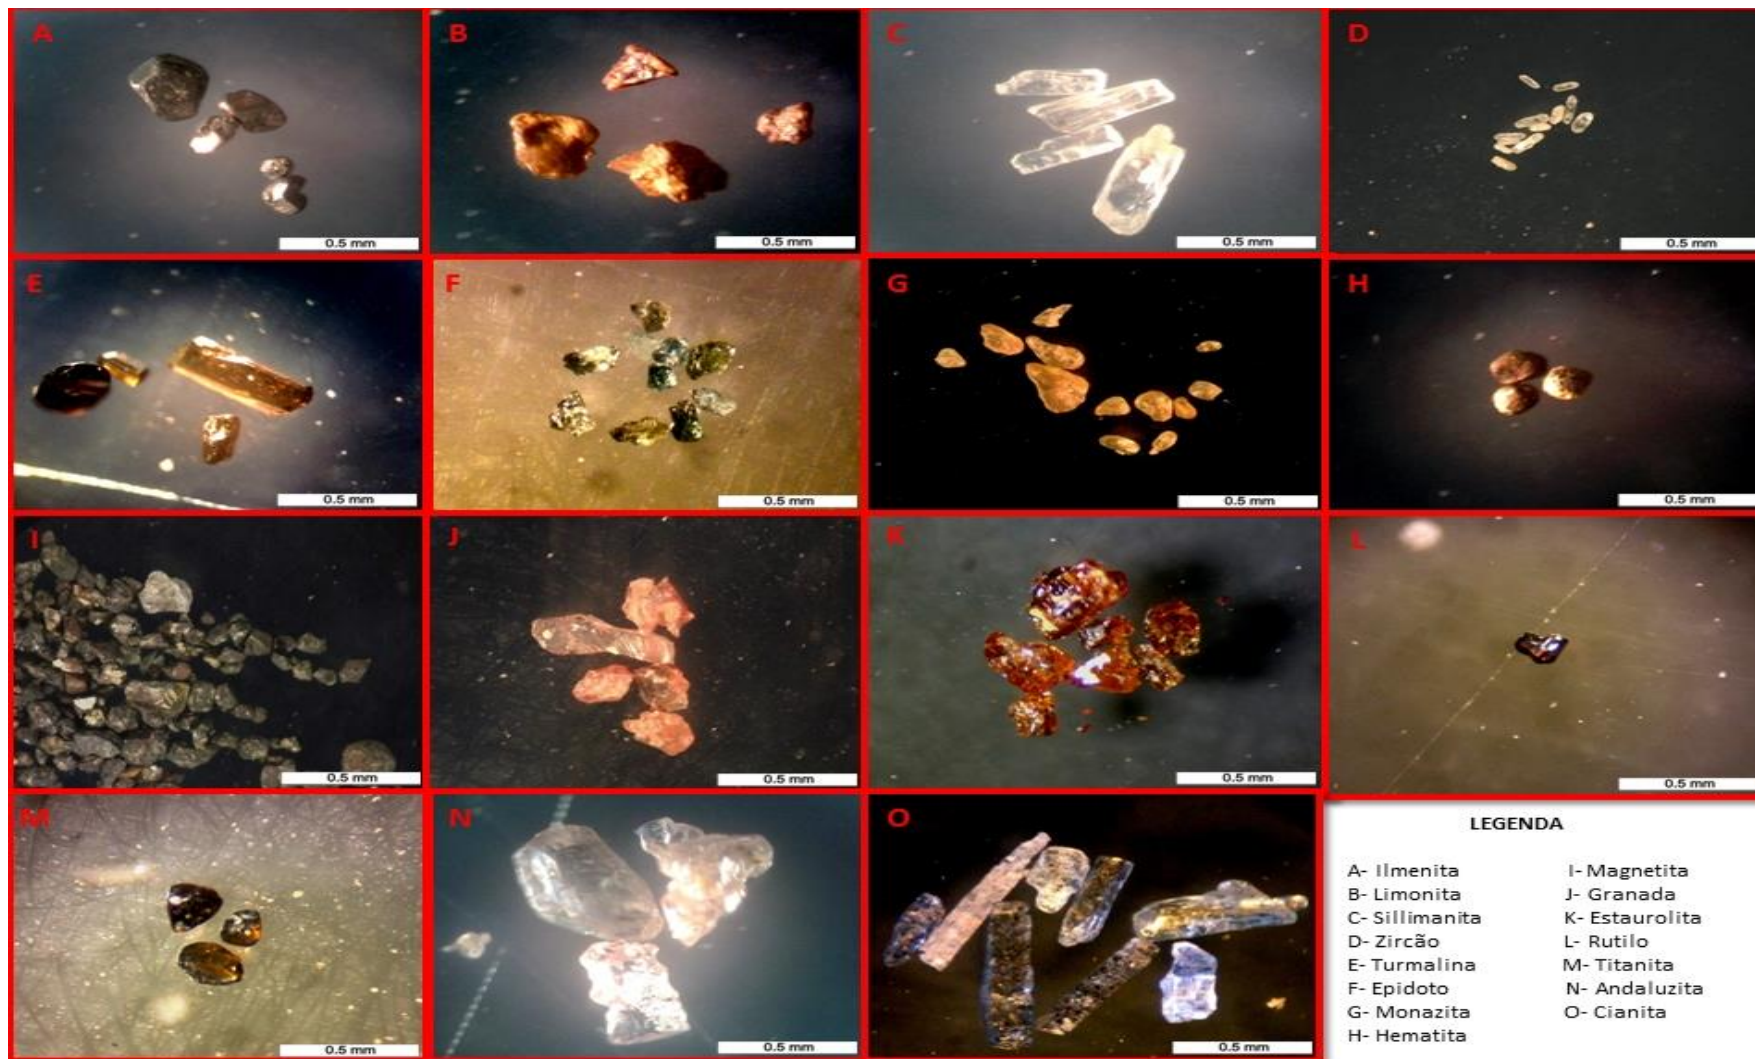 A
B
C
D
0.5 mm
0.5 mm
0.5 mm
0.5 mm
E
F
G
H
0.5 mm
0.5 mm
0.5 mm
0.5 mm
I
J
K
L
0.5 mm
0.5 mm
0.5 mm
0.5 mm
M
N
O
0.5 mm
0.5 mm
0.5 mm
LEGENDA
A- Ilmenita
B- Limonita
C- Sillimanita
D- Zircão
E- Turmalina
F- Epidoto
G- Monazita
H- Hematita
I- Magnetita
J- Granada
K- Estaurolita
L- Rutilo
M- Titanita
N- Andaluzita
O- Cianita